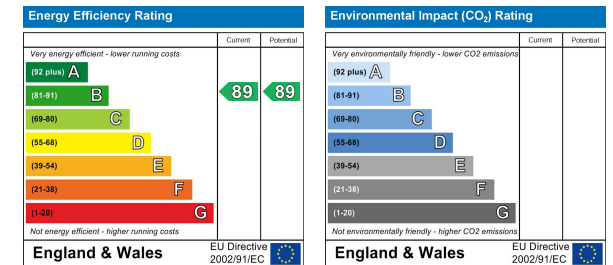 Energy Efficiency Rating
Current Potential
Very energy efficient - lower running costs
(92 plus) A
(81-91) B 89 89
(69-80) C
(55-68) D
(39-54) E
(21-38) F
(1-20) G
Not energy efficient - higher running costs
England & Wales
EU Directive
2002/91/EC
Environmental Impact (CO₂) Rating
Current Potential
Very environmentally friendly - lower CO2 emissions
(92 plus) A
(81-91) B
(69-80) C
(55-68) D
(39-54) E
(21-38) F
(1-20) G
Not environmentally friendly - higher CO2 emissions
England & Wales
EU Directive
2002/91/EC